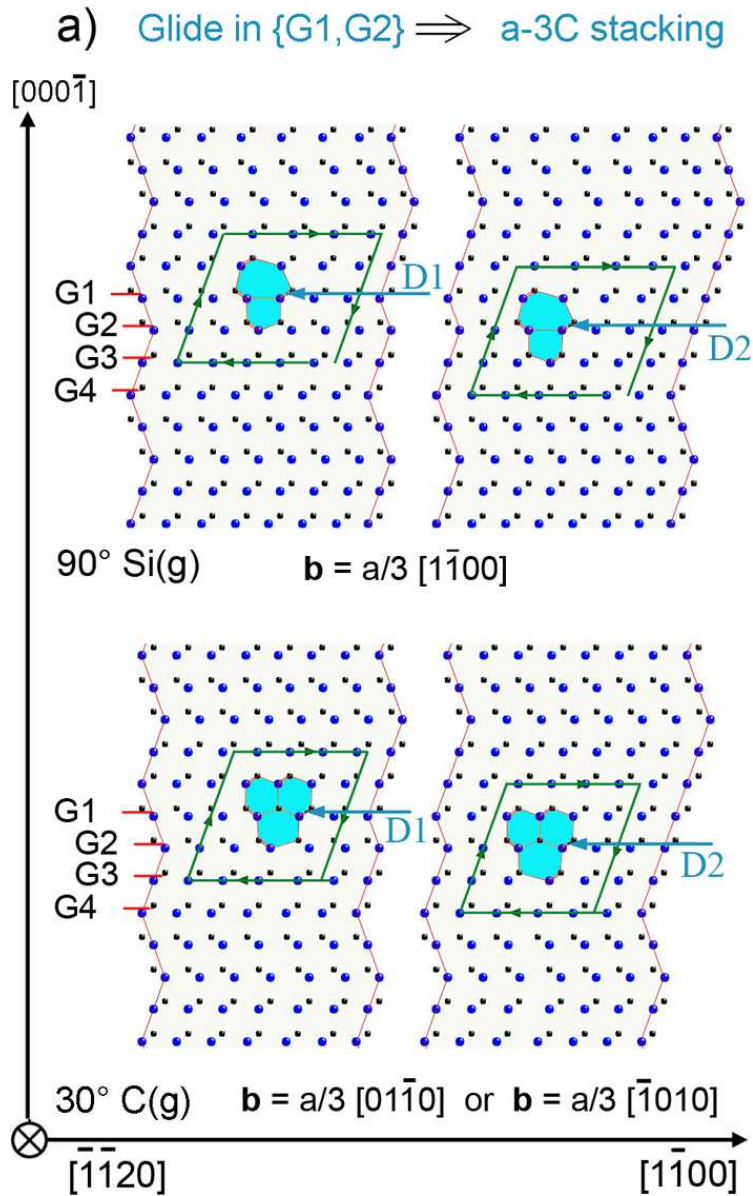 a) Glide in {G1,G2} ⟹ a-3C stacking
[0001̄]
D1
G1
G2
D2
G3
G4
90° Si(g) b = a/3 [11̄00]
G1
D1
G2
D2
G3
G4
30° C(g) b = a/3 [011̄0] or b = a/3 [1̄010]
[1̄1̄20] [11̄00]